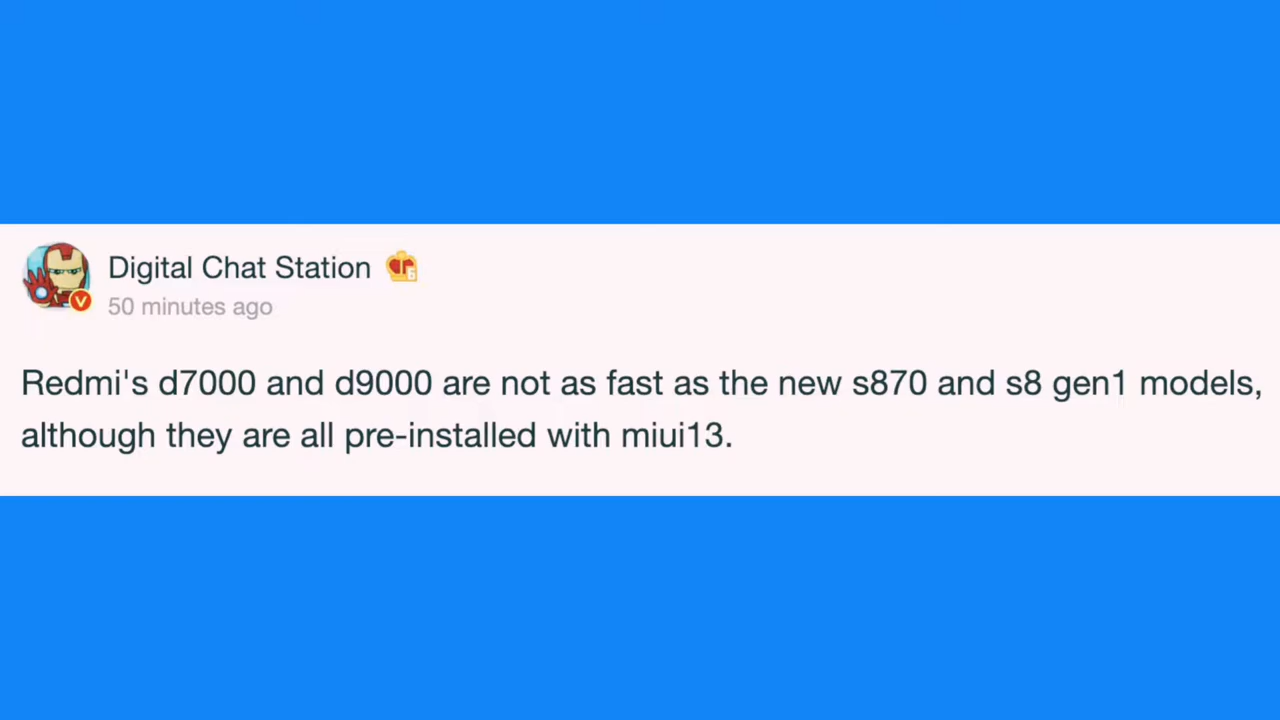 Digital Chat Station
50 minutes ago
Redmi's d7000 and d9000 are not as fast as the new s870 and s8 gen1 models,
although they are all pre-installed with miui13.